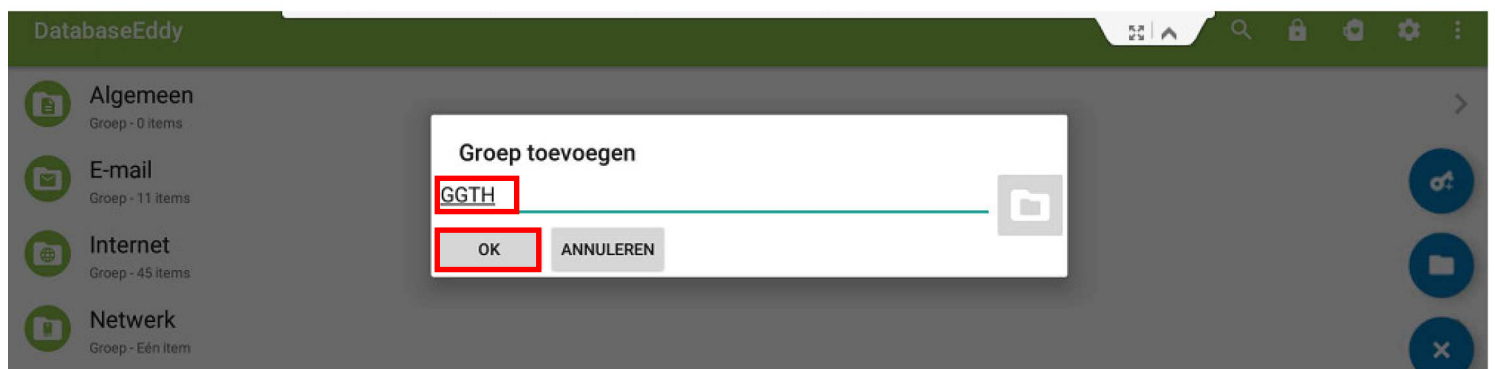 DatabaseEddy
Algemeen
Groep - 0 items
E-mail
Groep - 11 items
Internet
Groep - 45 items
Netwerk
Groep - Eén item
Groep toevoegen
GGTH
OK ANNULEREN